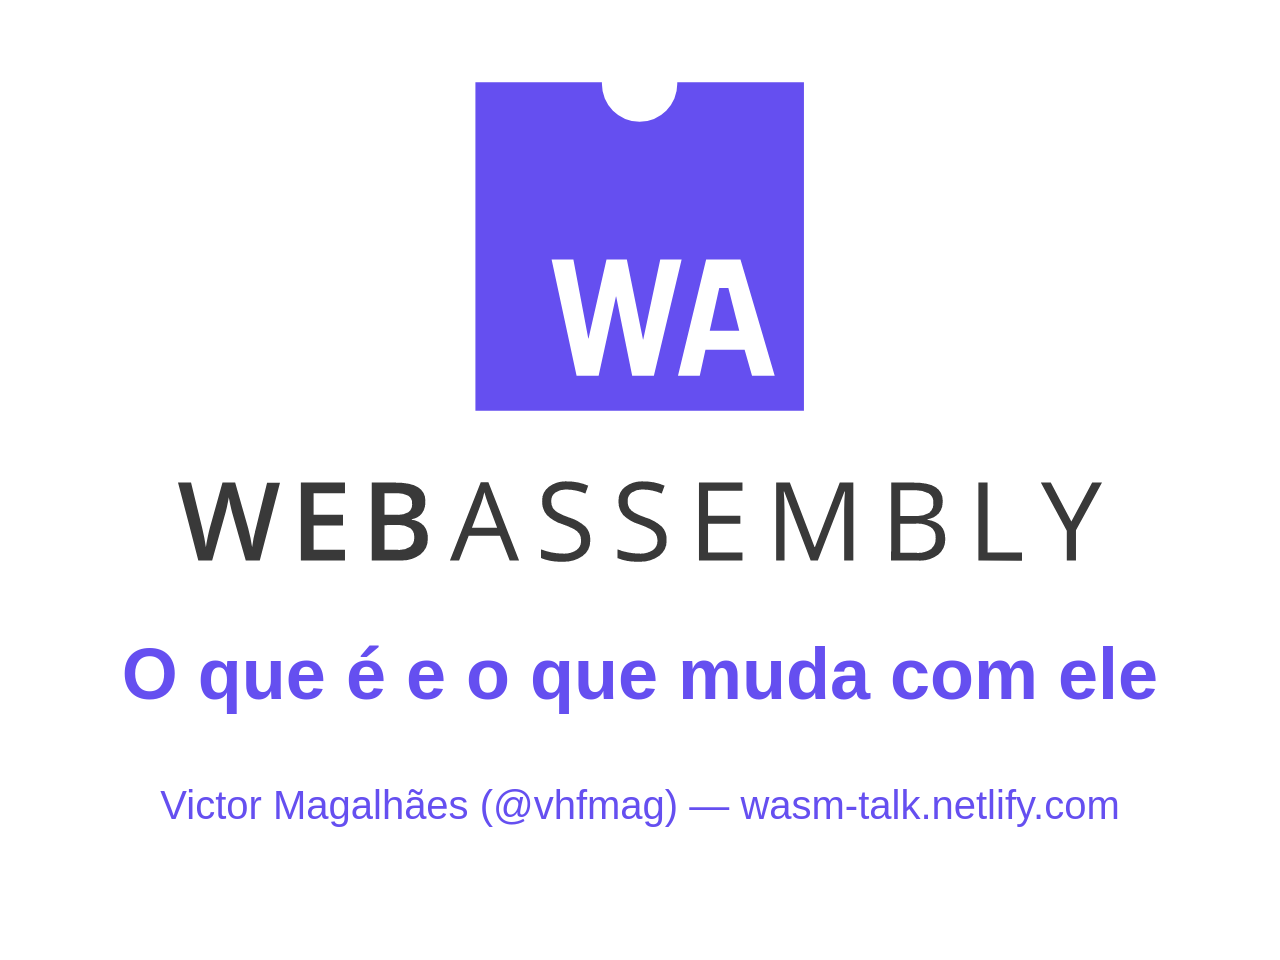 WA
WEBASSEMBLY
O que é e o que muda com ele
Victor Magalhães (@vhfmag) — wasm-talk.netlify.com